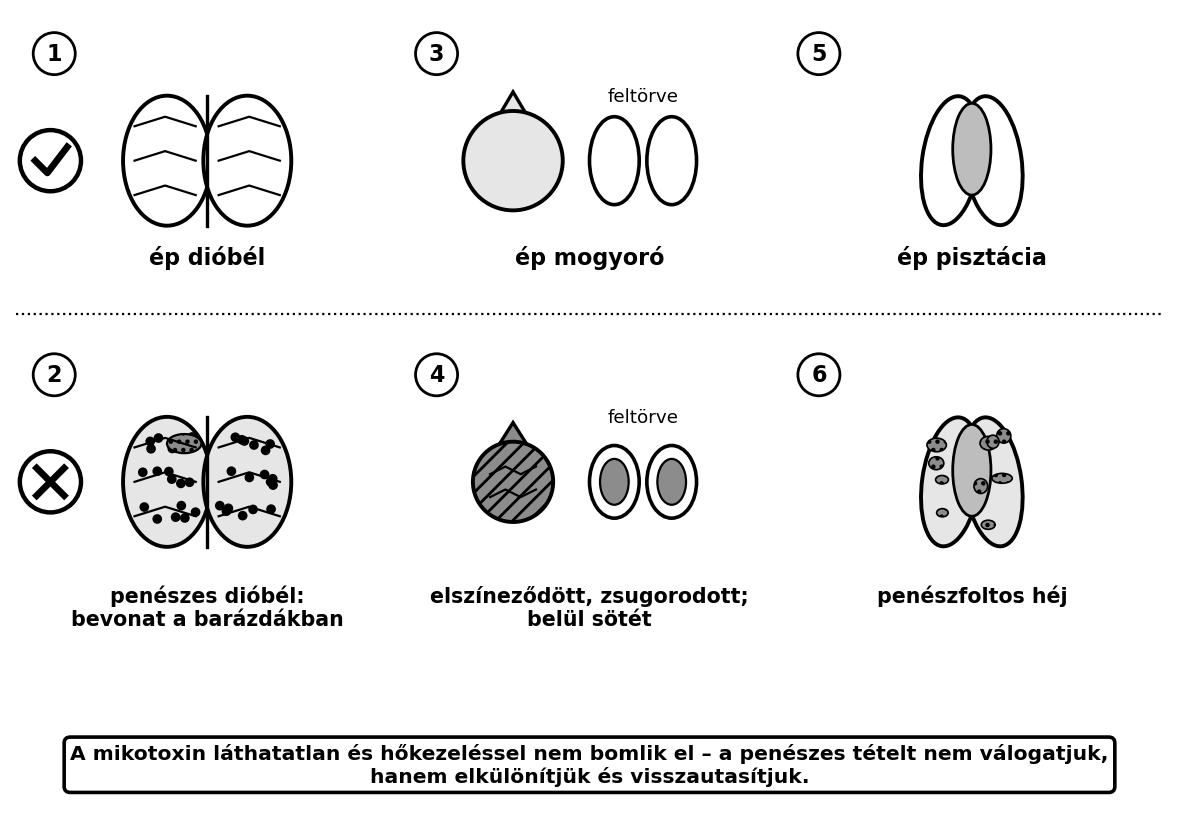 1
3
5
feltörve
ép dióbél
ép mogyoró
ép pisztácia
2
4
6
feltörve
penészes dióbél:
bevonat a barázdákban
elszíneződött, zsugorodott;
belül sötét
penészfoltos héj
A mikotoxin láthatatlan és hőkezeléssel nem bomlik el – a penészes tételt nem válogatjuk,
hanem elkülönítjük és visszautasítjuk.